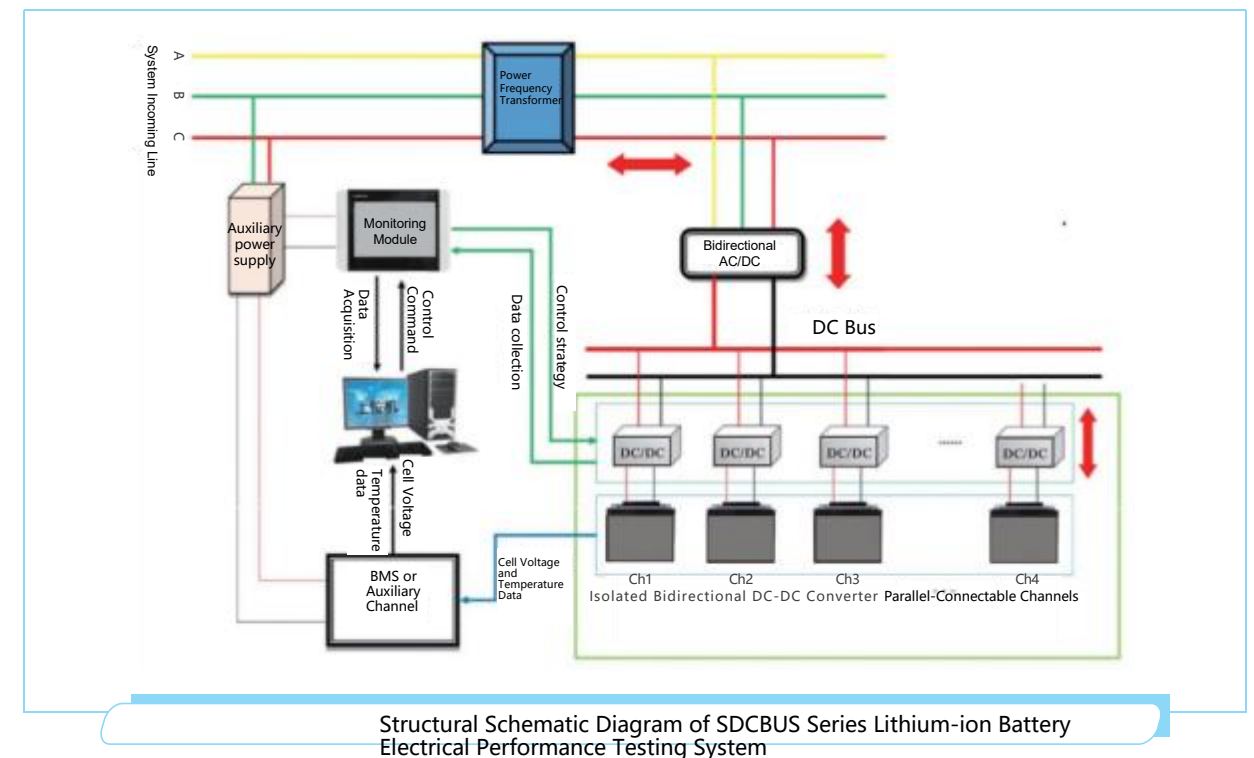 System Incoming Line
A
B
C
Power
Frequency
Transformer
Auxiliary
power
supply
Monitoring
Module
Bidirectional
AC/DC
DC Bus
Data
Acquisition
Control
Command
Data collection
Control strategy
上位机
DC/DC
DC/DC
DC/DC
......
DC/DC
Cell Voltage
Temperature
data
BMS or
Auxiliary
Channel
Cell Voltage
and
Temperature
Data
Ch1
Ch2
Ch3
Ch4
Isolated Bidirectional DC-DC Converter Parallel-Connectable Channels
Structural Schematic Diagram of SDCBUS Series Lithium-ion Battery
Electrical Performance Testing System